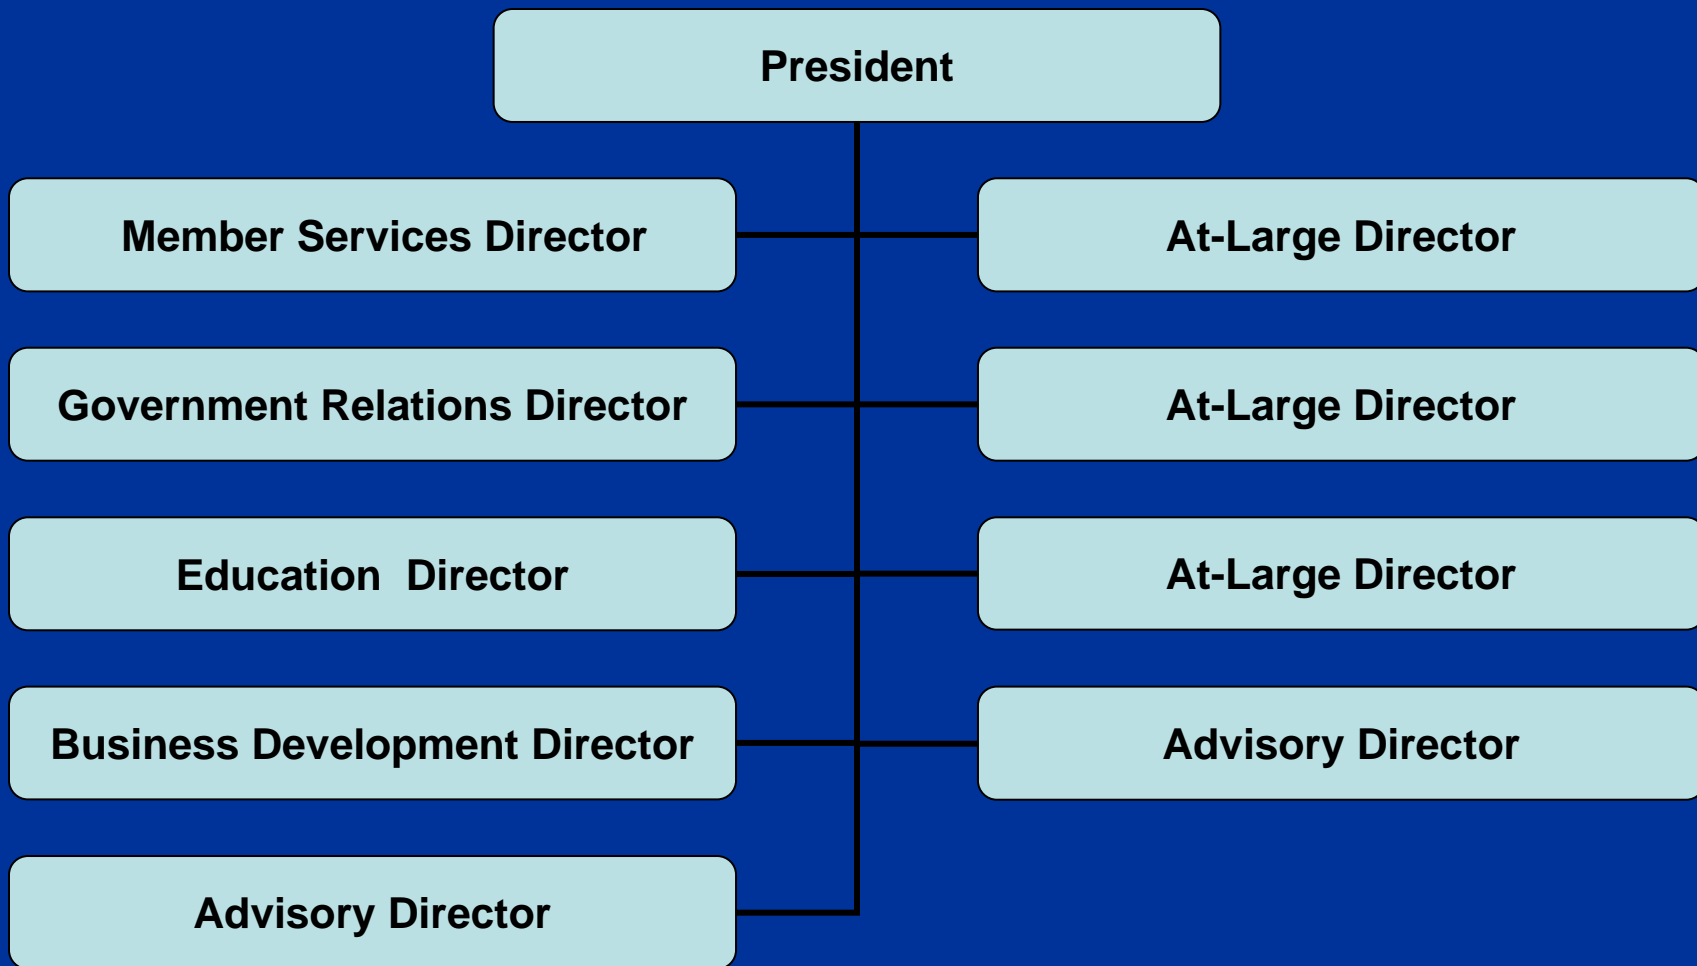 President
Member Services Director
At-Large Director
Government Relations Director
At-Large Director
Education  Director
At-Large Director
Business Development Director
Advisory Director
Advisory Director